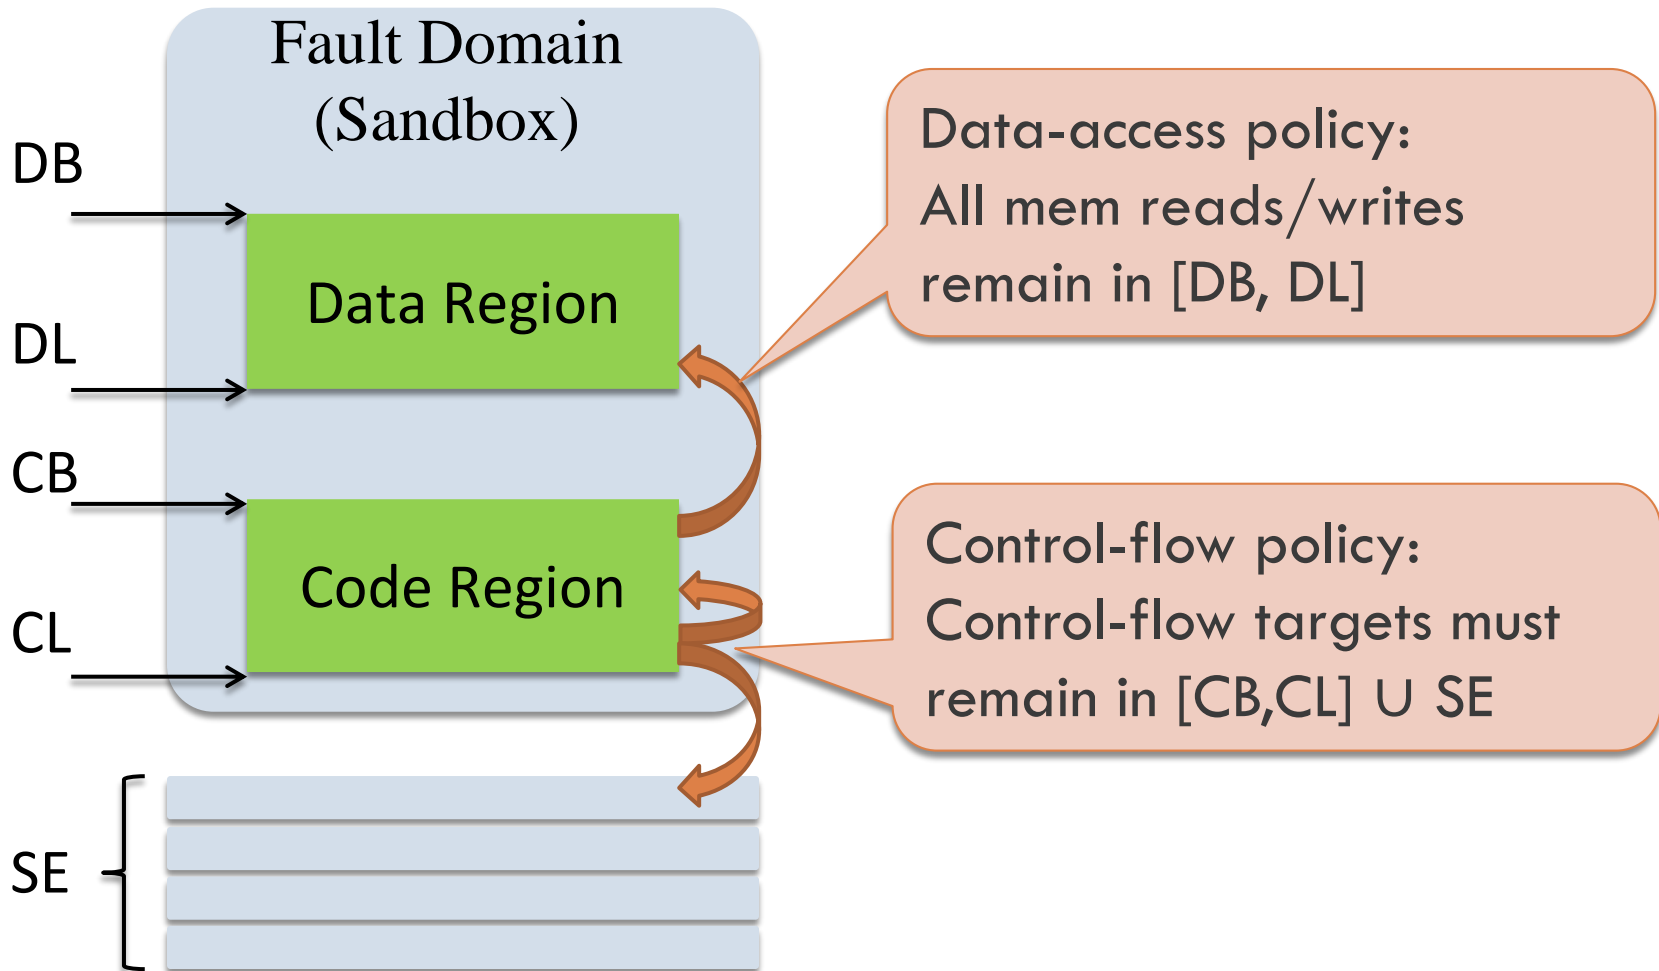 Fault Domain
(Sandbox)
DB
Data Region
DL
CB
Code Region
CL
SE
Data-access policy:
All mem reads/writes
remain in [DB, DL]
Control-flow policy:
Control-flow targets must
remain in [CB,CL] ∪ SE